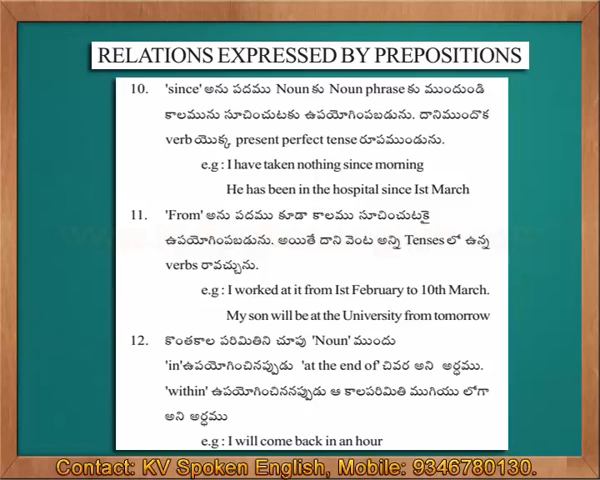 RELATIONS EXPRESSED BY PREPOSITIONS
10. 'since' అను పదము Noun కు Noun phrase కు ముందుండి
కాలమును సూచించుటకు ఉపయోగింపబడును. దానిముందొక
verb యొక్క present perfect tense రూపముండును.
e.g : I have taken nothing since morning
He has been in the hospital since Ist March
11. 'From' అను పదము కూడా కాలము సూచించుటకై
ఉపయోగింపబడును. అయితే దాని వెంట అన్ని Tenses లో ఉన్న
verbs రావచ్చును.
e.g : I worked at it from Ist February to 10th March.
My son will be at the University from tomorrow
12. కొంతకాల పరిమితిని చూపు 'Noun' ముందు
'in'ఉపయోగించినప్పుడు 'at the end of' చివర అని అర్థము.
'within' ఉపయోగించిననప్పుడు ఆ కాలపరిమితి ముగియు లోగా
అని అర్థము
e.g : I will come back in an hour
Contact: KV Spoken English, Mobile: 9346780130.